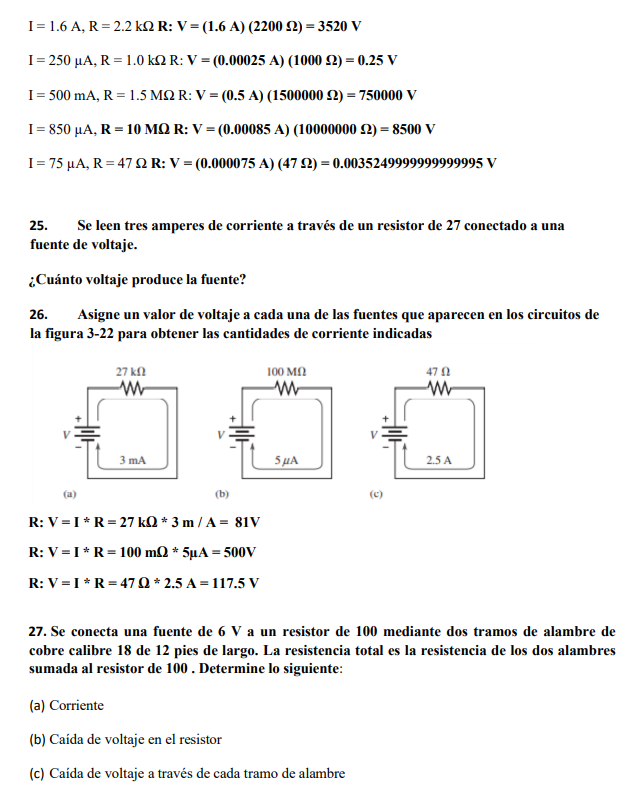 I = 1.6 A, R = 2.2 kΩ R: V = (1.6 A) (2200 Ω) = 3520 V
I = 250 µA, R = 1.0 kΩ R: V = (0.00025 A) (1000 Ω) = 0.25 V
I = 500 mA, R = 1.5 MΩ R: V = (0.5 A) (1500000 Ω) = 750000 V
I = 850 µA, R = 10 MΩ R: V = (0.00085 A) (10000000 Ω) = 8500 V
I = 75 µA, R = 47 Ω R: V = (0.000075 A) (47 Ω) = 0.0035249999999999995 V
25. Se leen tres amperes de corriente a través de un resistor de 27 conectado a una
fuente de voltaje.
¿Cuánto voltaje produce la fuente?
26. Asigne un valor de voltaje a cada una de las fuentes que aparecen en los circuitos de
la figura 3-22 para obtener las cantidades de corriente indicadas
27 kΩ 100 MΩ 47 Ω
+ + +
V V V
− − −
3 mA 5 µA 2.5 A
(a) (b) (c)
R: V = I * R = 27 kΩ * 3 m / A = 81V
R: V = I * R = 100 mΩ * 5µA = 500V
R: V = I * R = 47 Ω * 2.5 A = 117.5 V
27. Se conecta una fuente de 6 V a un resistor de 100 mediante dos tramos de alambre de
cobre calibre 18 de 12 pies de largo. La resistencia total es la resistencia de los dos alambres
sumada al resistor de 100 . Determine lo siguiente:
(a) Corriente
(b) Caída de voltaje en el resistor
(c) Caída de voltaje a través de cada tramo de alambre